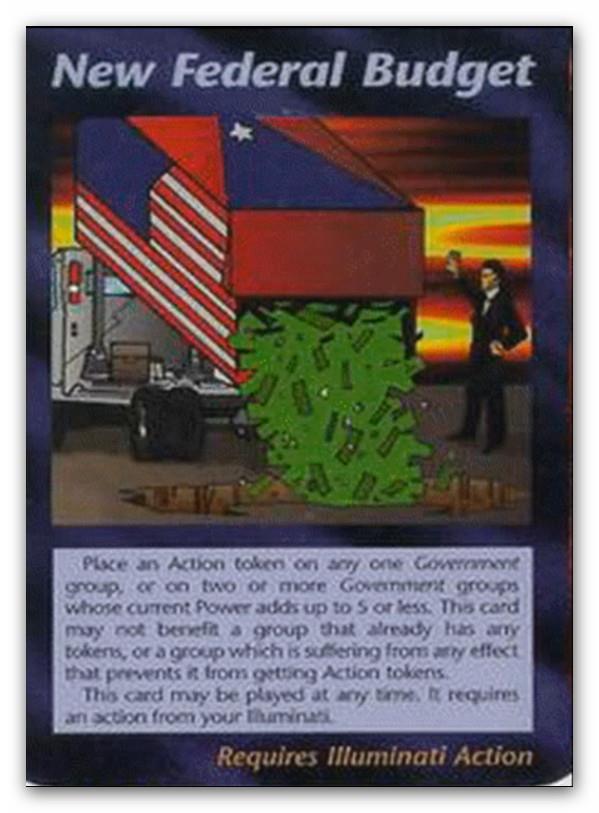 New Federal Budget
Place an Action token on any one Government
group, or on two or more Government groups
whose current Power adds up to 5 or less. This card
may not benefit a group that already has any
tokens, or a group which is suffering from any effect
that prevents it from getting Action tokens.
This card may be played at any time. It requires
an action from your Illuminati.
Requires Illuminati Action